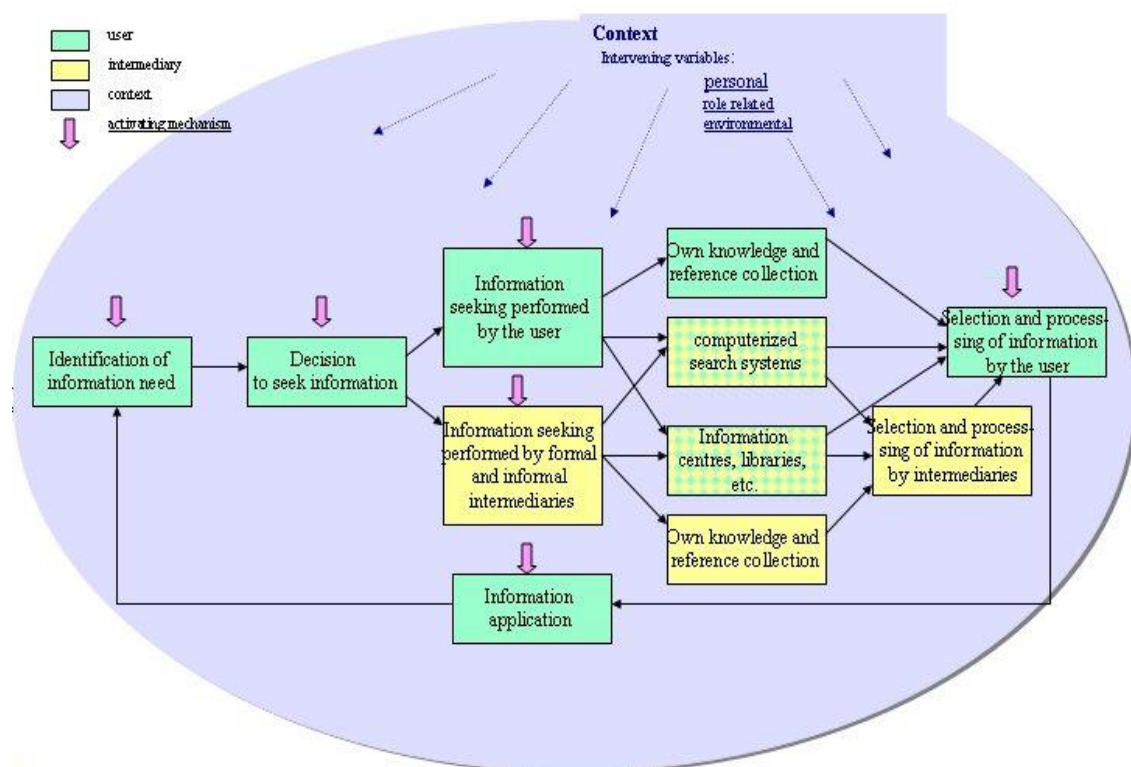 user
intermediary
context
activating mechanism
Context
Intervening variables:
personal
role related
environmental
Identification of
information need
Decision
to seek information
Information
seeking performed
by the user
Information seeking
performed by formal
and informal
intermediaries
Own knowledge and
reference collection
computerized
search systems
Information
centres, libraries,
etc.
Own knowledge and
reference collection
Selection and process-
sing of information
by the user
Selection and process-
sing of information
by intermediaries
Information
application